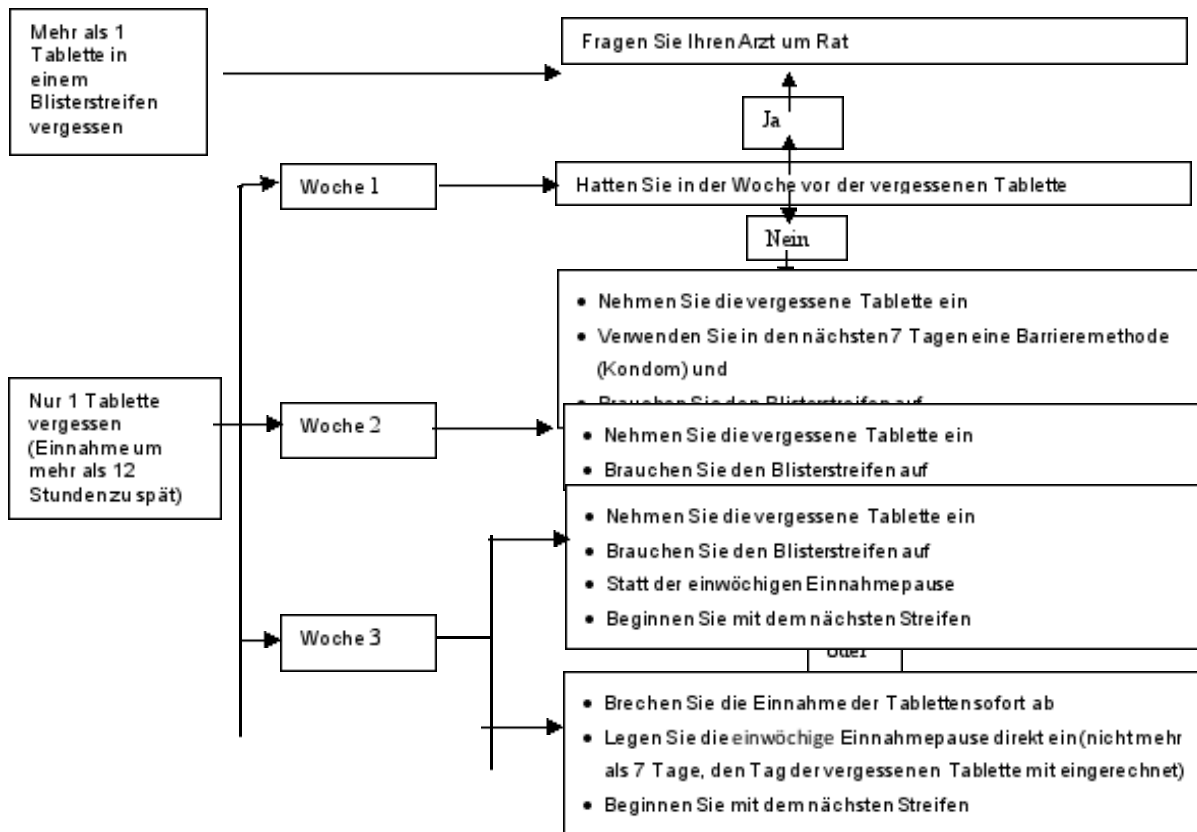 Mehr als 1
Tablette in
einem
Blisterstreifen
vergessen
Fragen Sie Ihren Arzt um Rat
Ja
Woche 1
Hatten Sie in der Woche vor der vergessenen Tablette
Nein
• Nehmen Sie die vergessene Tablette ein
• Verwenden Sie in den nächsten 7 Tagen eine Barrieremethode
(Kondom) und
• Brauchen Sie den Blisterstreifen auf
Nur 1 Tablette
vergessen
(Einnahme um
mehr als 12
Stunden zu spät)
Woche 2
• Nehmen Sie die vergessene Tablette ein
• Brauchen Sie den Blisterstreifen auf
• Nehmen Sie die vergessene Tablette ein
• Brauchen Sie den Blisterstreifen auf
• Statt der einwöchigen Einnahmepause
• Beginnen Sie mit dem nächsten Streifen
Woche 3
oder
• Brechen Sie die Einnahme der Tabletten sofort ab
• Legen Sie die einwöchige Einnahmepause direkt ein (nicht mehr
als 7 Tage, den Tag der vergessenen Tablette mit eingerechnet)
• Beginnen Sie mit dem nächsten Streifen